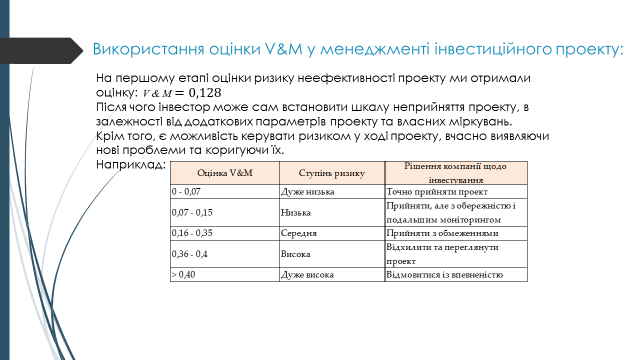 Використання оцінки V&M у менеджменті інвестиційного проекту:
На першому етапі оцінки ризику неефективності проекту ми отримали
оцінку: V & M = 0,128
Після чого інвестор може сам встановити шкалу неприйняття проекту, в
залежності від додаткових параметрів проекту та власних міркувань.
Крім того, є можливість керувати ризиком у ході проекту, вчасно виявляючи
нові проблеми та коригуючи їх.
Наприклад:
Оцінка V&M Ступінь ризику Рішення компанії щодо
інвестування
0 - 0,07 Дуже низька Точно прийняти проект
0,07 - 0,15 Низька Прийняти, але з обережністю і
подальшим моніторингом
0,16 - 0,35 Середня Прийняти з обмеженнями
0,36 - 0,4 Висока Відхилити та переглянути
проект
> 0,40 Дуже висока Відмовитися із впевненістю